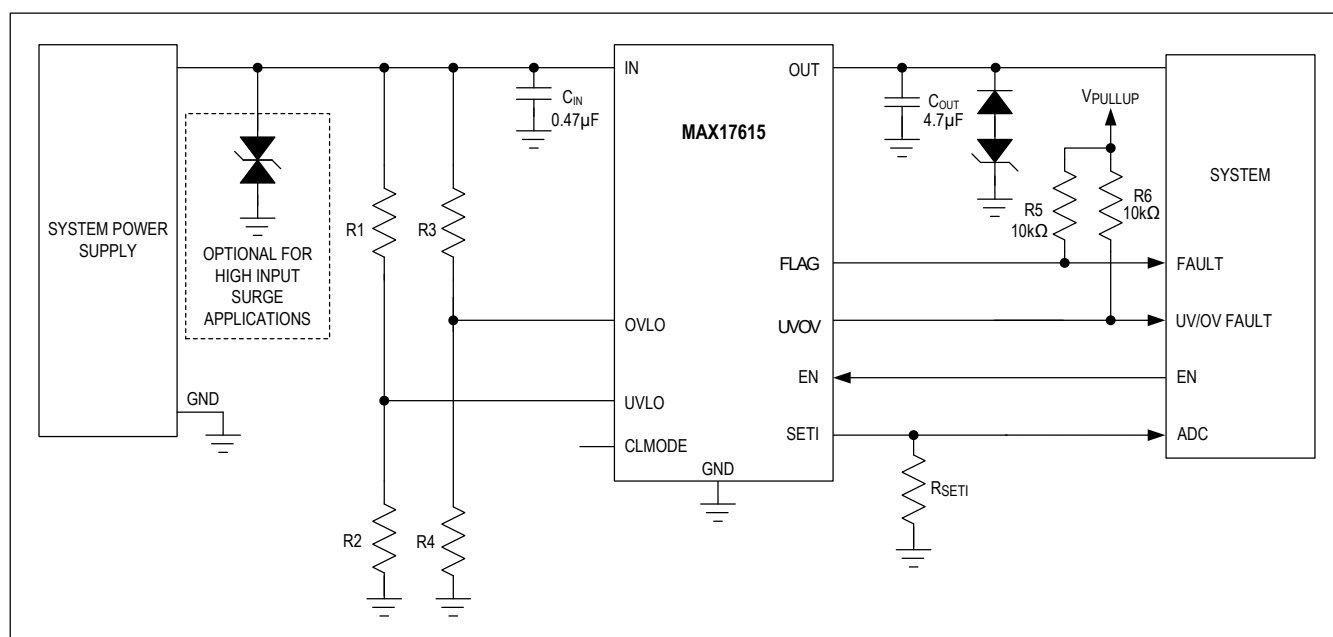 SYSTEM POWER
SUPPLY
GND
OPTIONAL FOR
HIGH INPUT
SURGE
APPLICATIONS
R1
R3
R2
R4
CIN
0.47µF
IN
OVLO
UVLO
CLMODE
MAX17615
GND
OUT
FLAG
UVOV
EN
SETI
COUT
4.7µF
VPULLUP
R5
10kΩ
R6
10kΩ
RSETI
SYSTEM
FAULT
UV/OV FAULT
EN
ADC